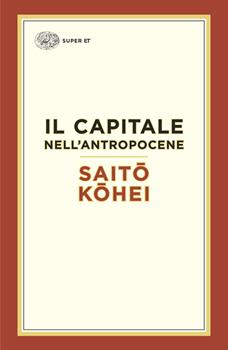 SUPER ET
IL CAPITALE
NELL'ANTROPOCENE
SAITŌ
KŌHEI